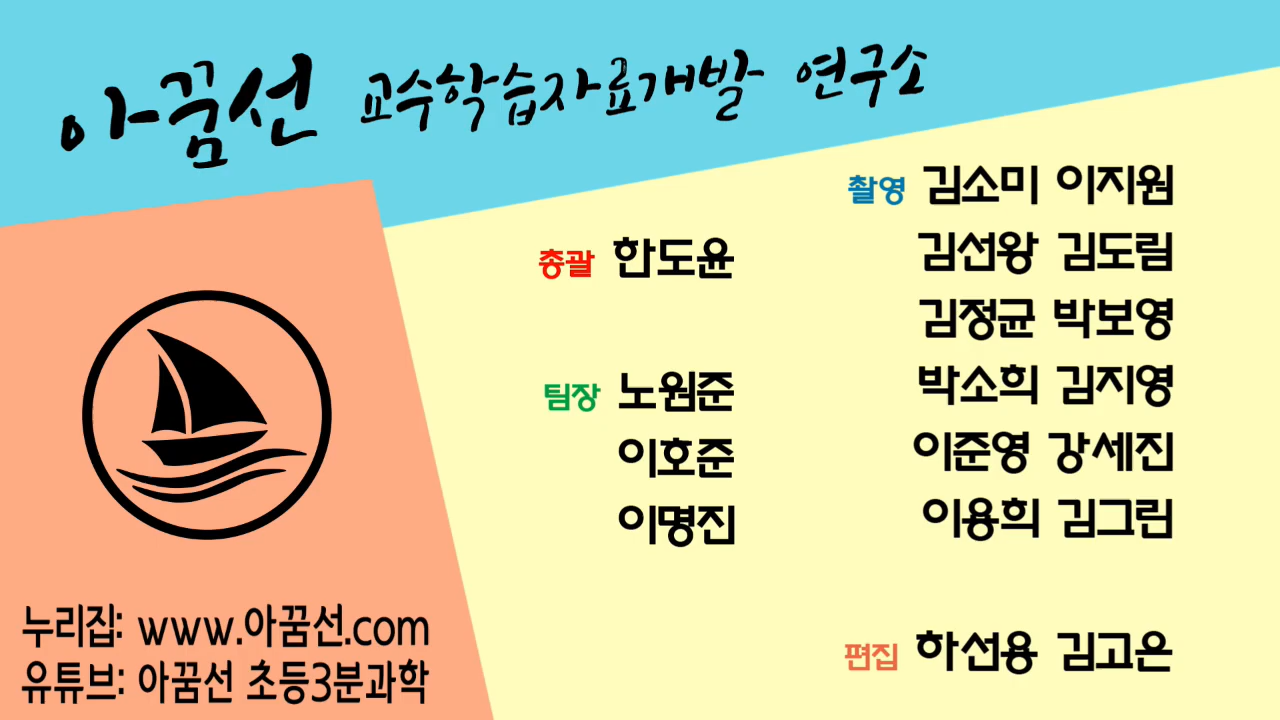 아꿈선 교수학습자료개발 연구소
총괄 한도윤
팀장 노원준
이호준
이명진
촬영 김소미 이지원
김선왕 김도림
김정균 박보영
박소희 김지영
이준영 강세진
이용희 김그린
편집 하선용 김고은
누리집: www.아꿈선.com
유튜브: 아꿈선 초등3분과학